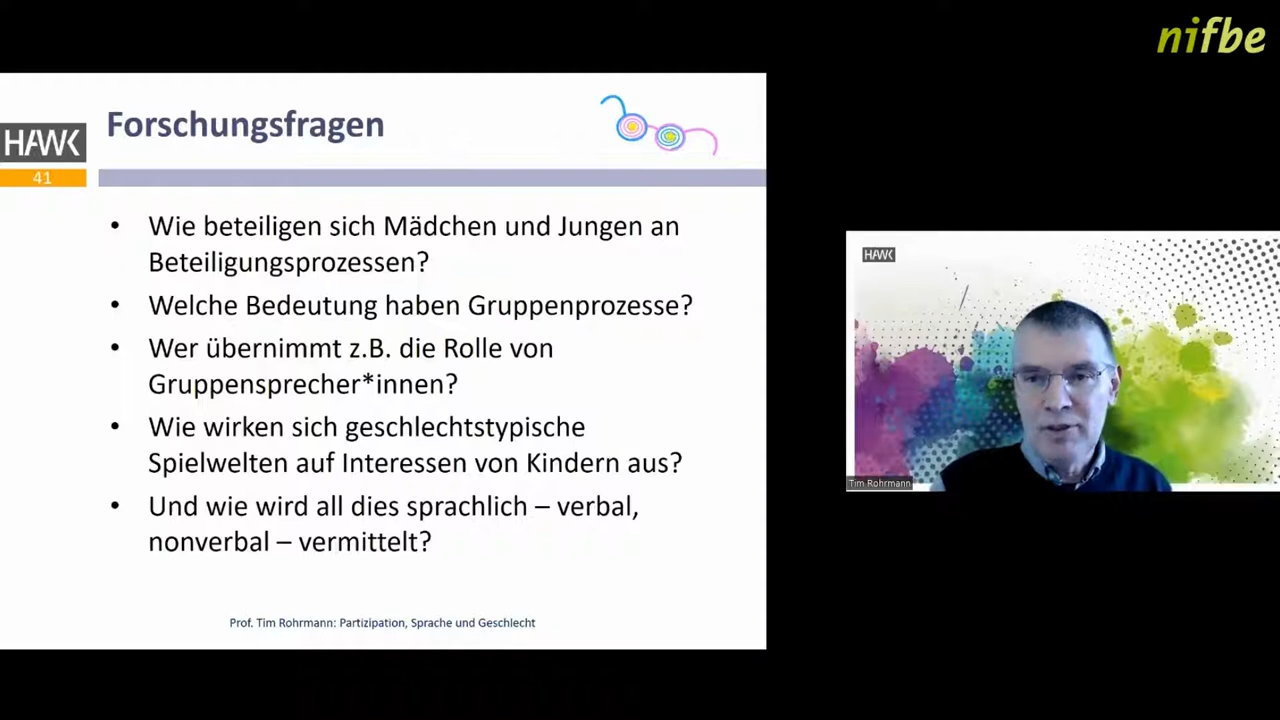 nifbe
HAWK
41
Forschungsfragen
• Wie beteiligen sich Mädchen und Jungen an
Beteiligungsprozessen?
• Welche Bedeutung haben Gruppenprozesse?
• Wer übernimmt z.B. die Rolle von
Gruppensprecher*innen?
• Wie wirken sich geschlechtstypische
Spielwelten auf Interessen von Kindern aus?
• Und wie wird all dies sprachlich – verbal,
nonverbal – vermittelt?
Prof. Tim Rohrmann: Partizipation, Sprache und Geschlecht
HAWK
Tim Rohrmann